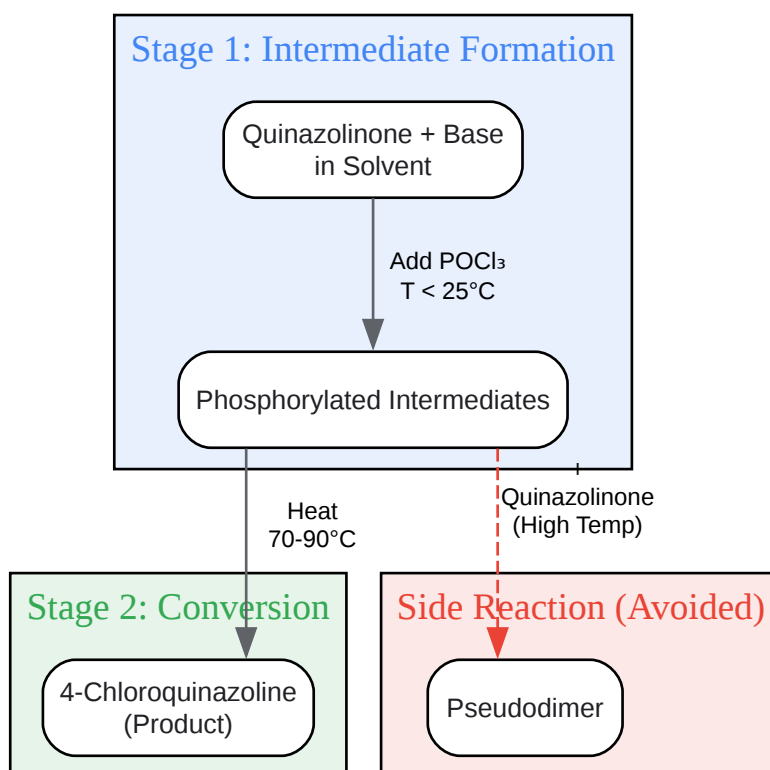 Stage 1: Intermediate Formation
Quinazolinone + Base
in Solvent
Add POCl₃
T < 25°C
Phosphorylated Intermediates
Heat
70-90°C
+ Quinazolinone
(High Temp)
Stage 2: Conversion
4-Chloroquinazoline
(Product)
Side Reaction (Avoided)
Pseudodimer